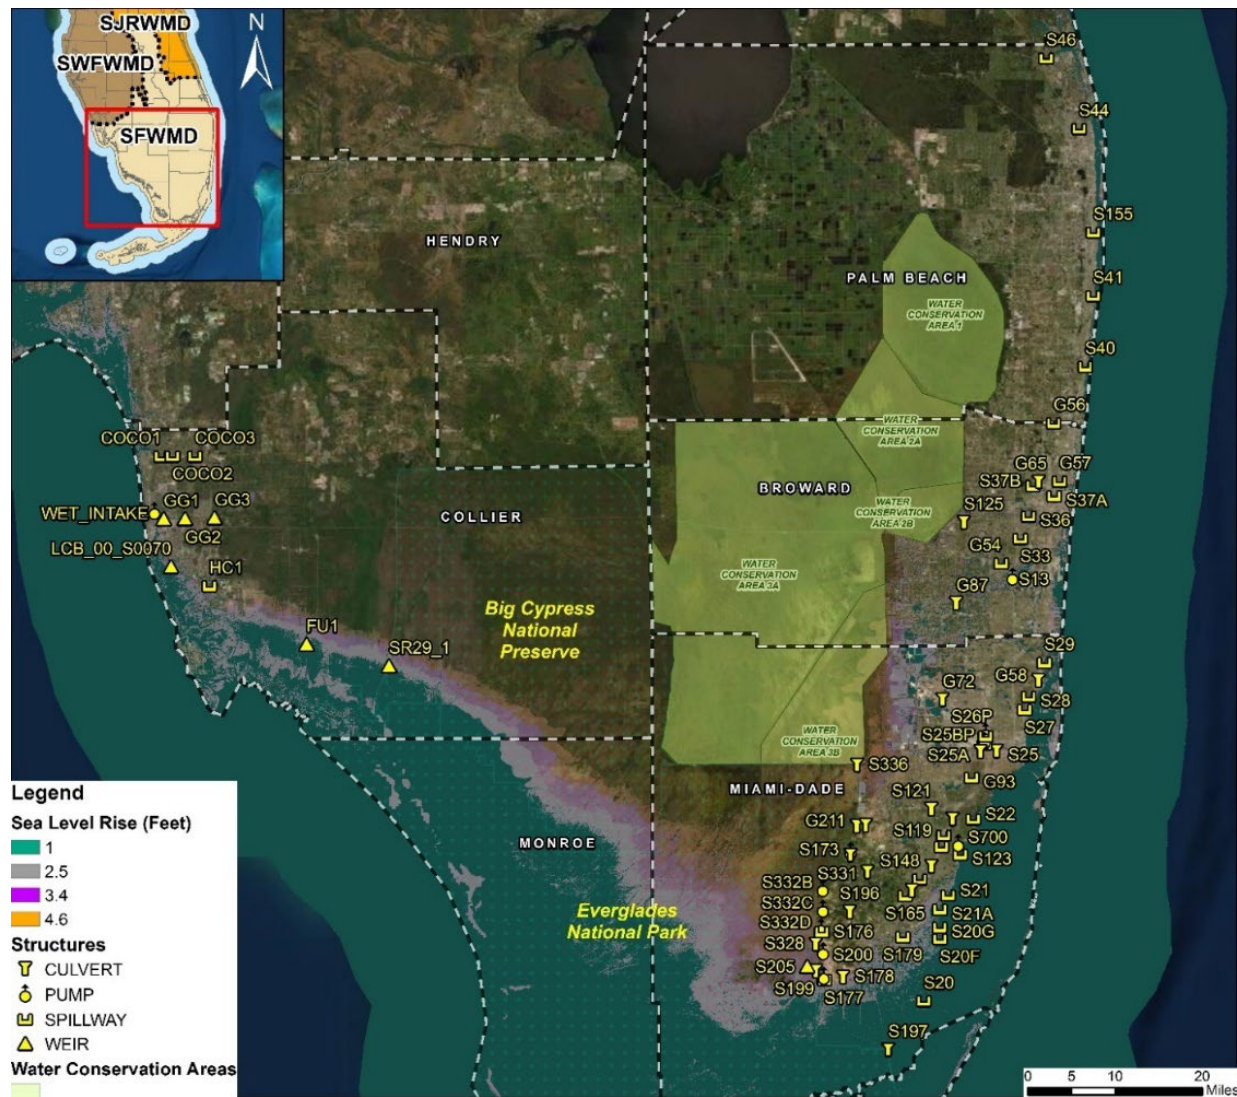 SJRWMD
SWFWMD
SFWMD
N
S46
S44
S155
HENDRY
PALM BEACH
S41
WATER
CONSERVATION
AREA 1
S40
G56
COCO1
COCO3
COCO2
WATER
CONSERVATION
AREA 2A
G65
G57
S37B
S37A
BROWARD
WET_INTAKE
GG1
GG3
GG2
COLLIER
S125
S36
WATER
CONSERVATION
AREA 2B
LCB_00_S0070
HC1
G54
S33
S13
WATER
CONSERVATION
AREA 3A
G87
Big Cypress
National
Preserve
FU1
SR29_1
S29
G58
G72
S28
S27
S26P
S25BP
S25A
S25
WATER
CONSERVATION
AREA 3B
S336
G93
MIAMI-DADE
S121
G211
S22
S119
S700
S173
S123
MONROE
S148
S331
S332B
S196
S21
S332C
S165
S21A
Everglades
National Park
S332D
S176
S20G
S328
S179
S20F
S200
S205
S178
S199
S177
S20
S197
Legend
Sea Level Rise (Feet)
1
2.5
3.4
4.6
Structures
CULVERT
PUMP
SPILLWAY
WEIR
Water Conservation Areas
0 5 10 20
Miles